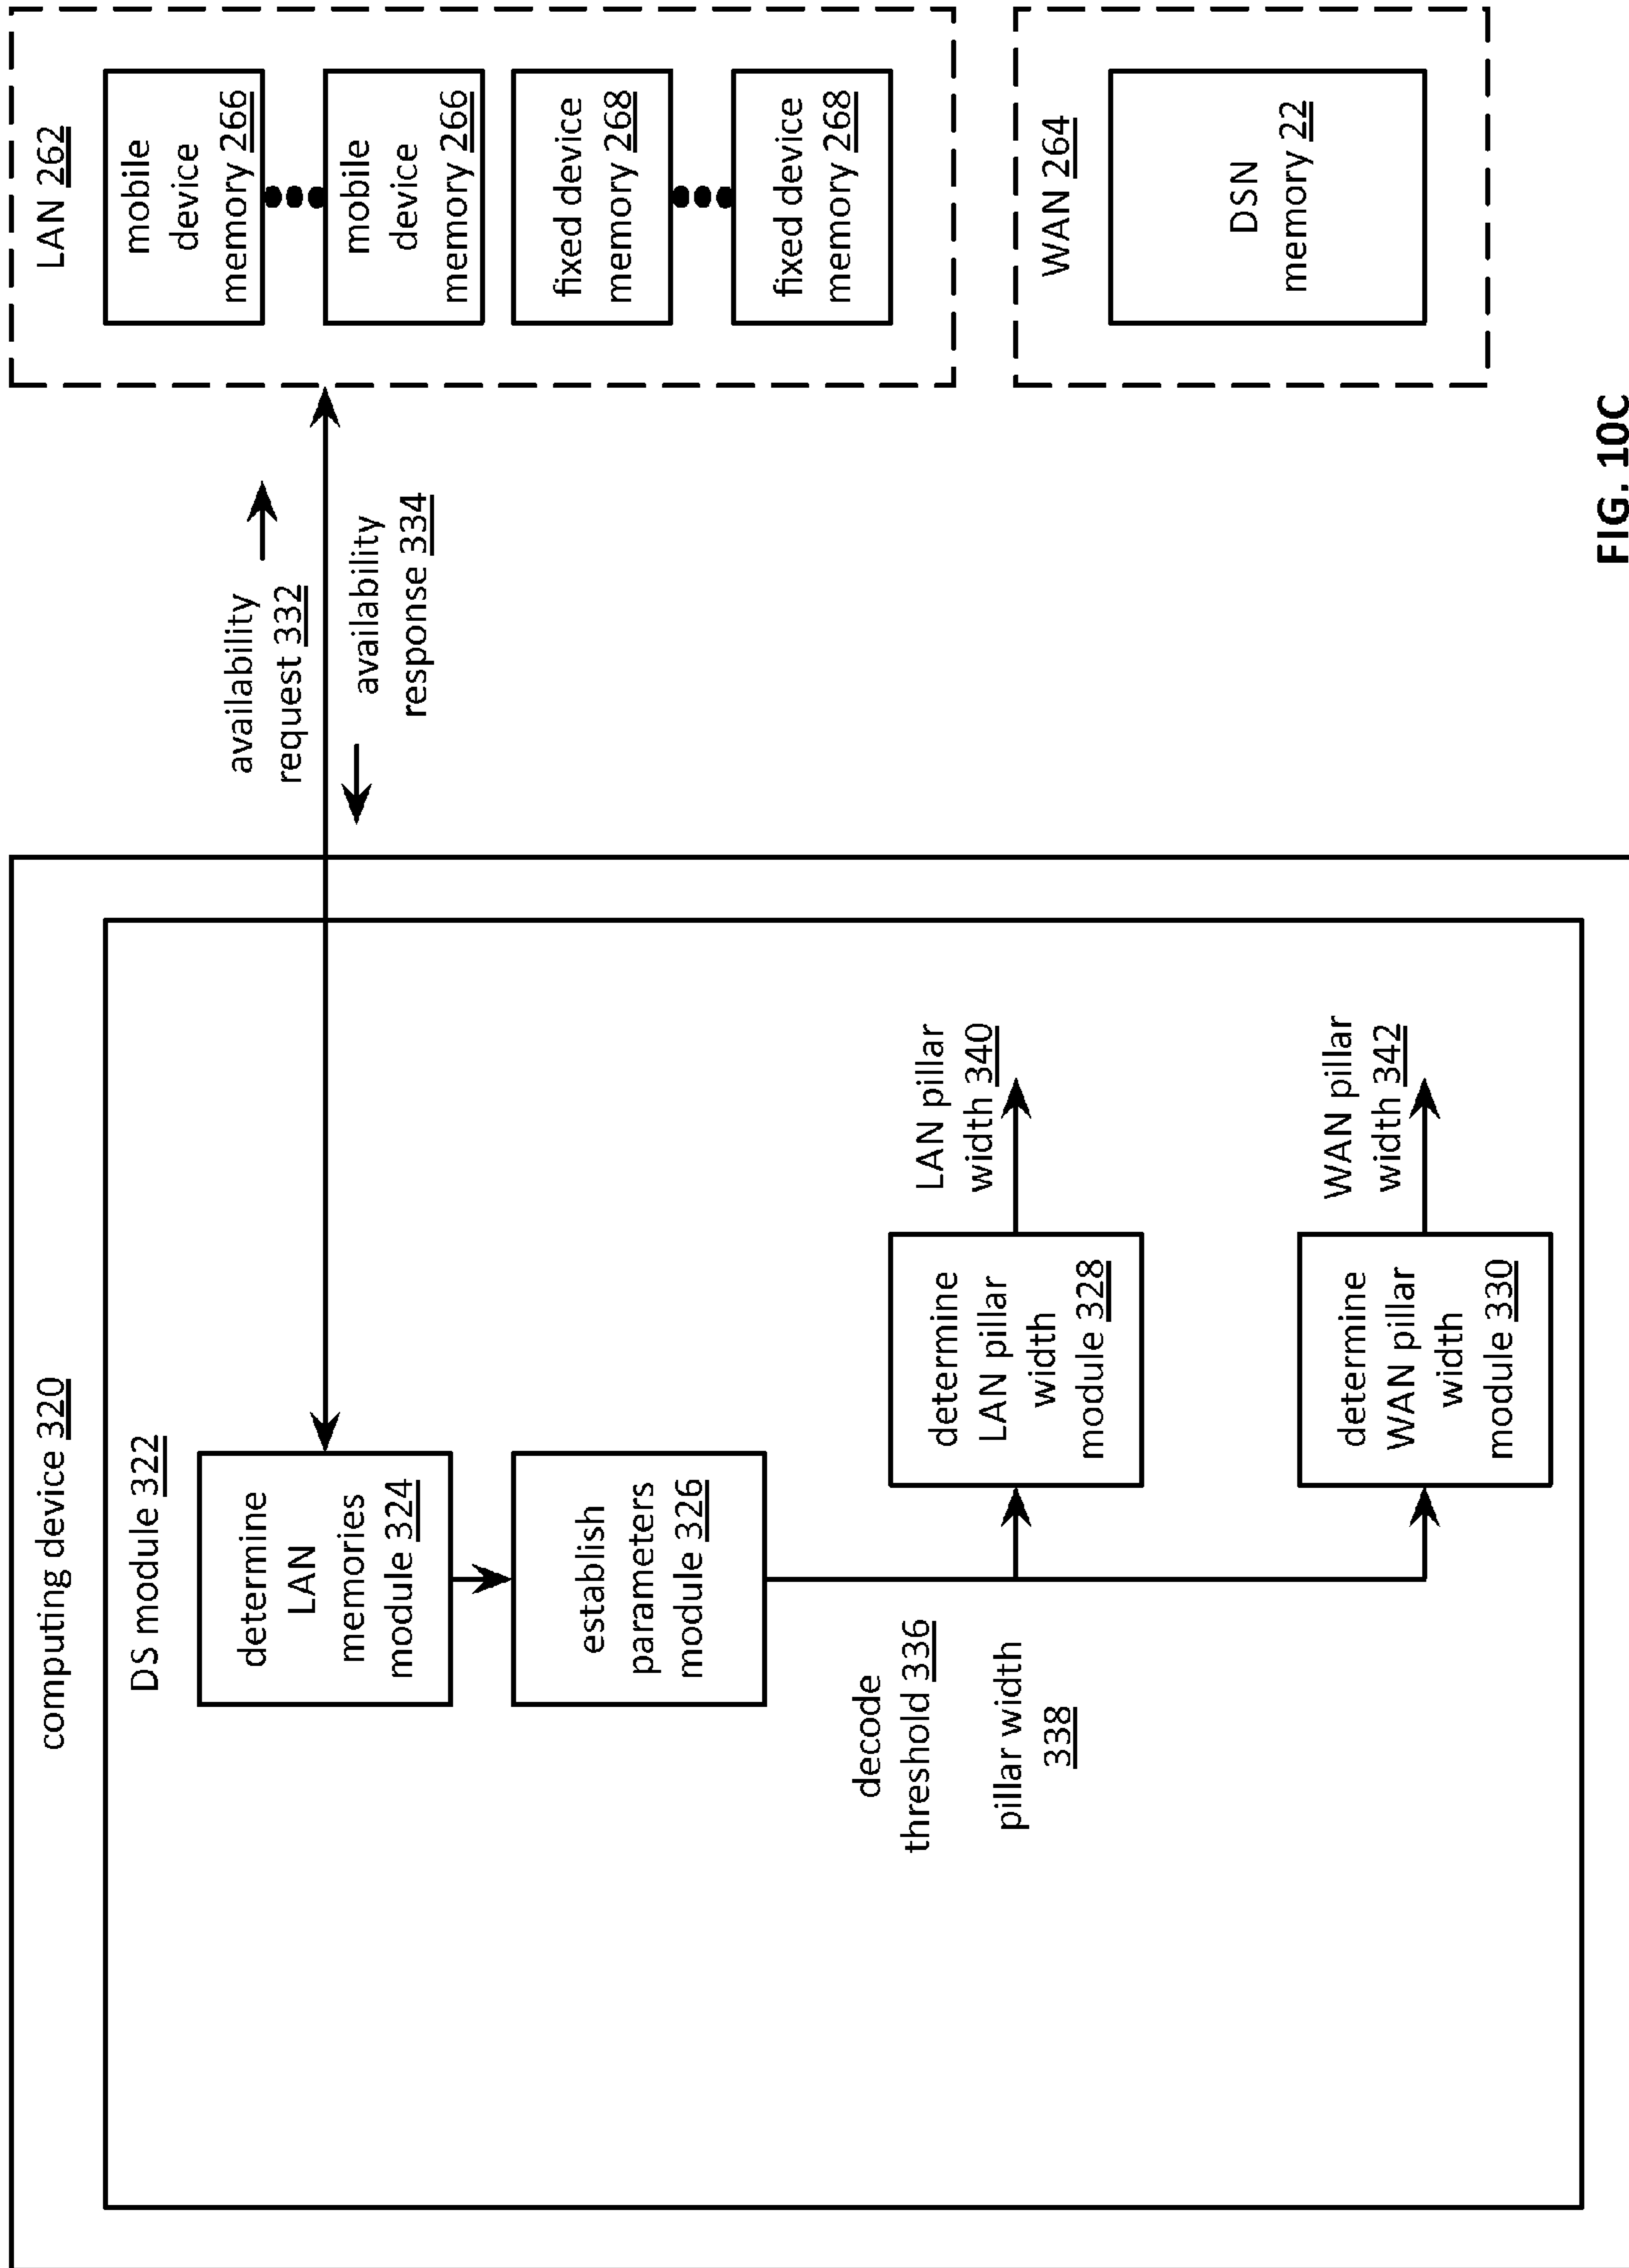 computing device 320
DS module 322
determine
LAN
memories
module 324
establish
parameters
module 326
decode
threshold 336
pillar width
338
determine
LAN pillar
width
module 328
LAN pillar
width 340
determine
WAN pillar
width
module 330
WAN pillar
width 342
availability
request 332
availability
response 334
LAN 262
mobile
device
memory 266
mobile
device
memory 266
fixed device
memory 268
fixed device
memory 268
WAN 264
DSN
memory 22
FIG. 10C